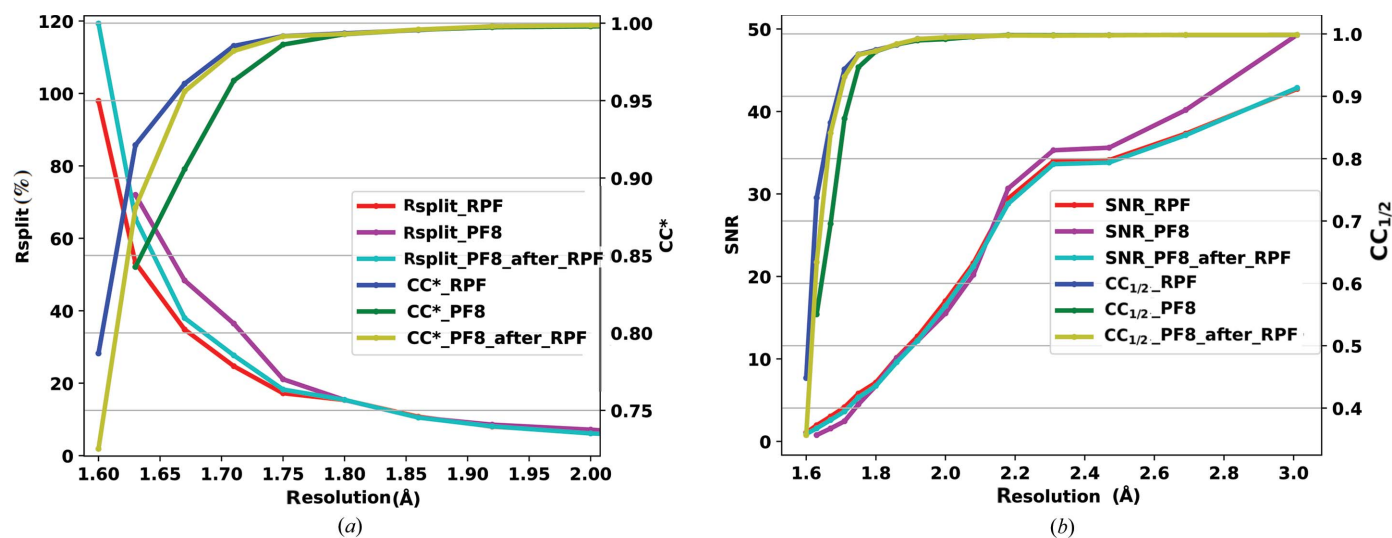 120
100
80
60
40
20
0
Rsplit(%)
1.60 1.63 1.67 1.71 1.75 1.80 1.85 1.92 1.95 2.00
Resolution(Å)
1.00
0.95
0.90
0.85
0.80
0.75
CC*
Rsplit_RPF
Rsplit_PF8
Rsplit_PF8_after_RPF
CC*_RPF
CC*_PF8
CC*_PF8_after_RPF
(a)
50
40
30
20
10
0
SNR
1.6 1.8 2.0 2.2 2.4 2.6 2.8 3.0
Resolution (Å)
1.0
0.9
0.8
0.7
0.6
0.5
0.4
CC1/2
SNR_RPF
SNR_PF8
SNR_PF8_after_RPF
CC1/2_RPF
CC1/2_PF8
CC1/2_PF8_after_RPF
(b)